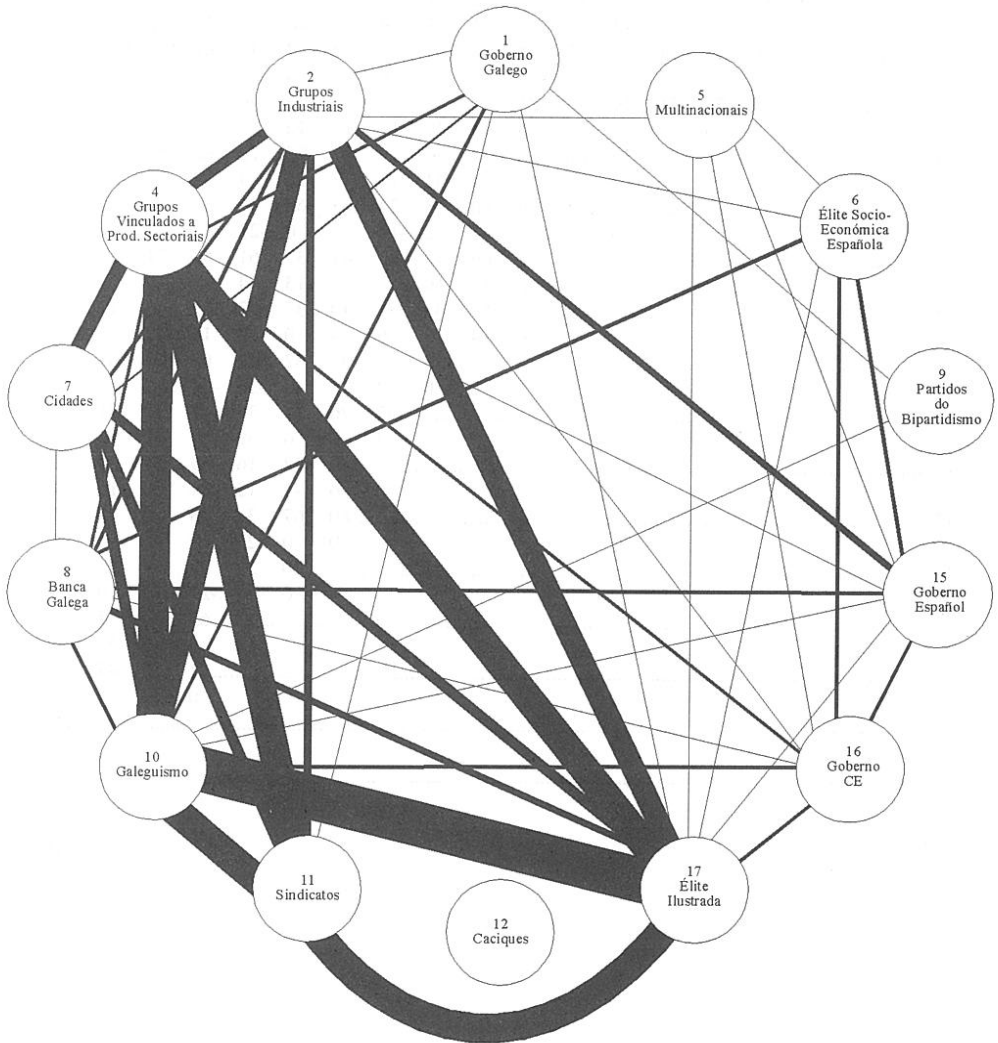 1
Goberno
Galego
2
Grupos
Industriais
5
Multinacionais
4
Grupos
Vinculados a
Prod. Sectoriais
6
Élite Socio-
Económica
Española
7
Cidades
9
Partidos
do
Bipartidismo
8
Banca
Galega
15
Goberno
Español
10
Galeguismo
16
Goberno
CE
11
Sindicatos
17
Élite
Ilustrada
12
Caciques